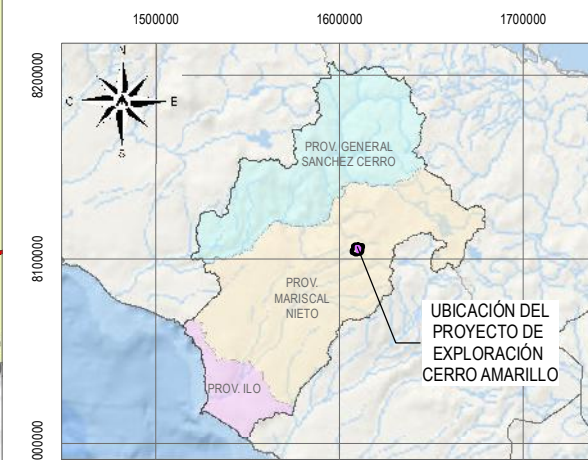 1500000
1600000
1700000
8200000
8100000
000000
N
E
S
PROV. GENERAL
SANCHEZ CERRO
PROV.
MARISCAL
NIETO
PROV. ILO
UBICACIÓN DEL
PROYECTO DE
EXPLORACIÓN
CERRO AMARILLO